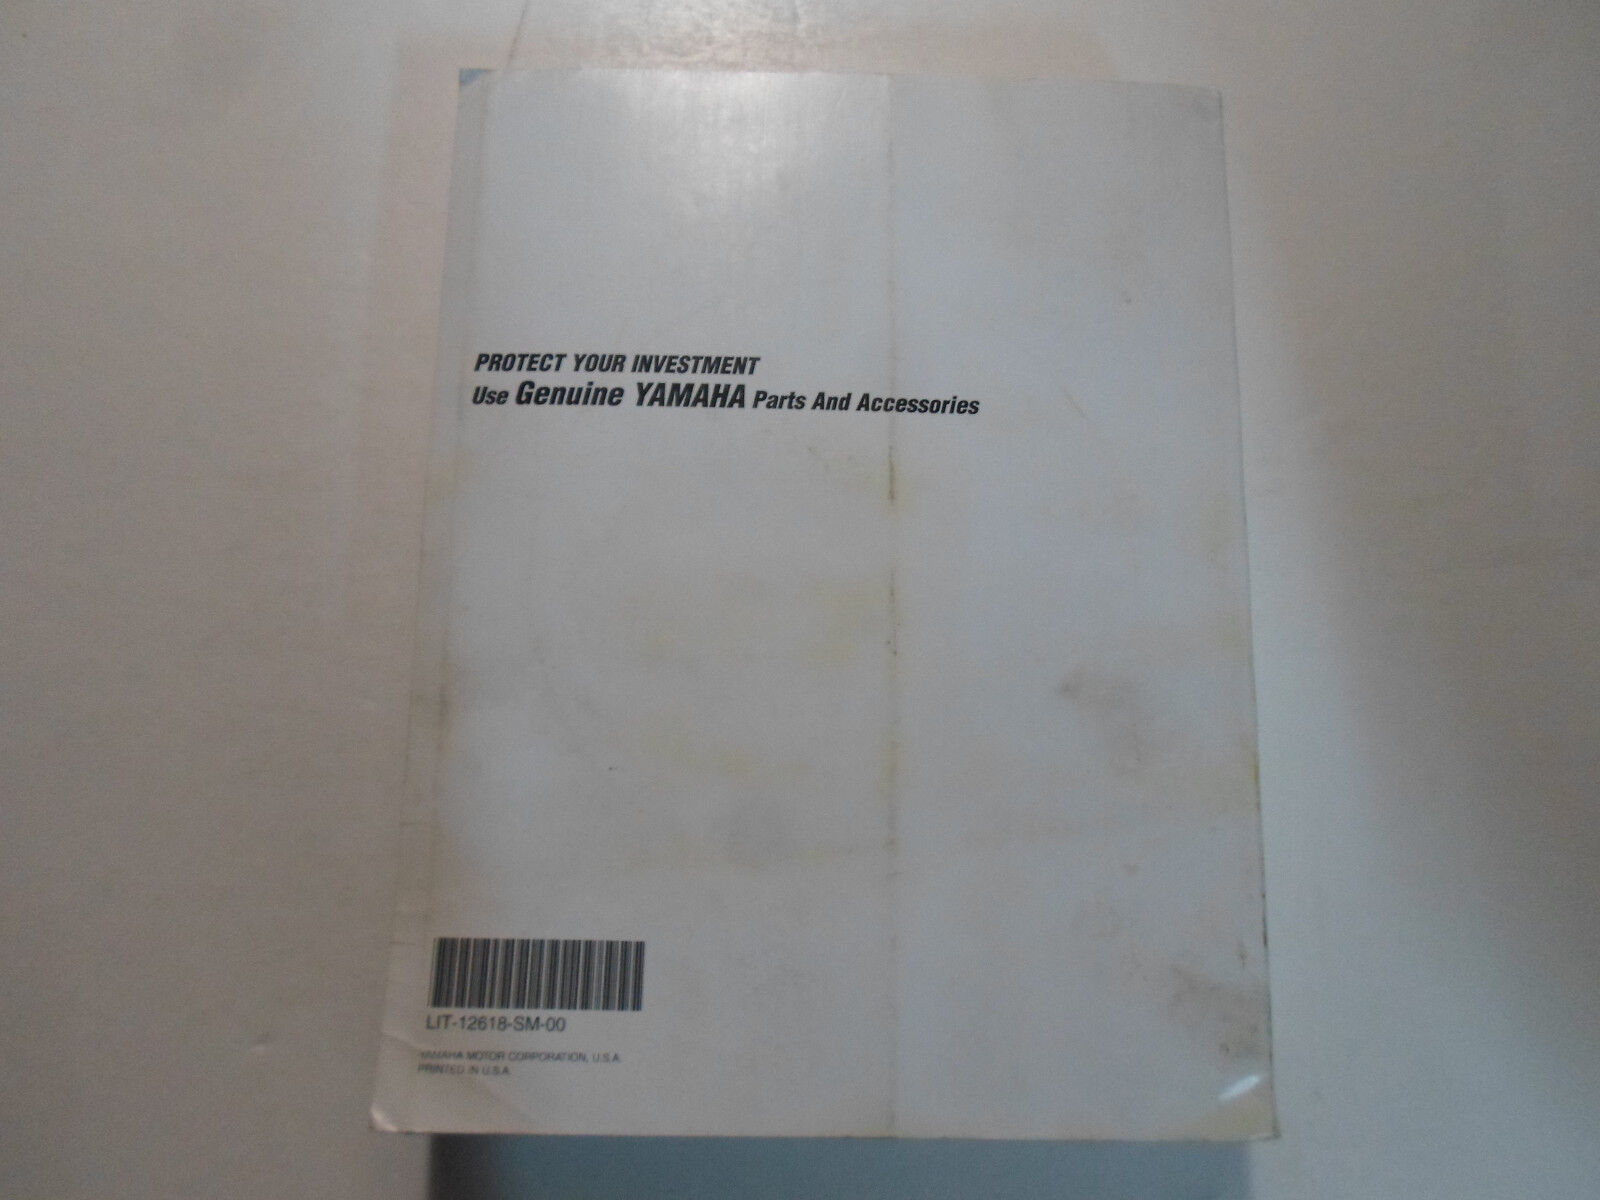 PROTECT YOUR INVESTMENT
Use Genuine YAMAHA Parts And Accessories
LIT-12618-SM-00
YAMAHA MOTOR CORPORATION, U.S.A.
PRINTED IN U.S.A.